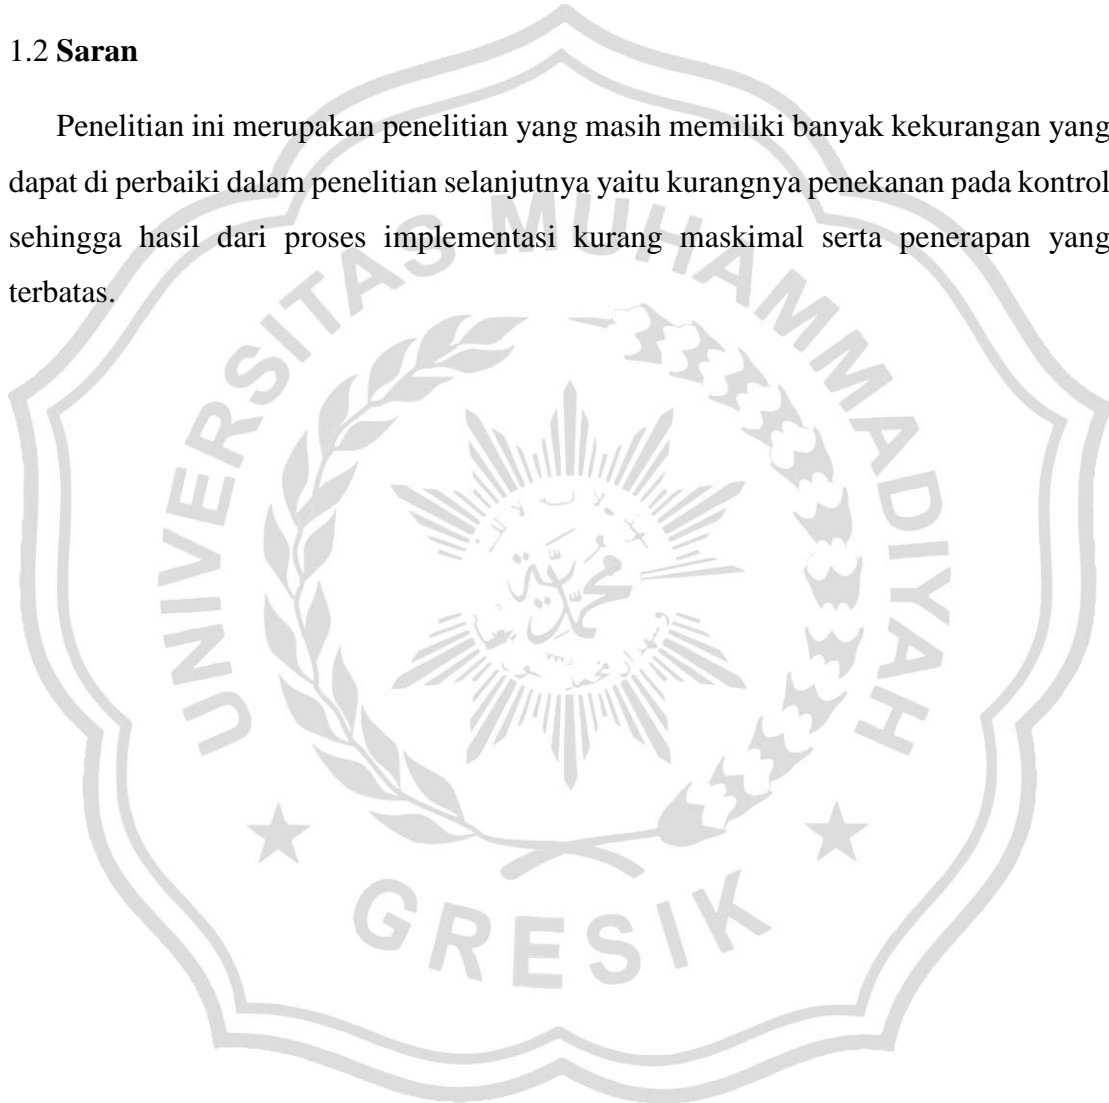 1.2 Saran
Penelitian ini merupakan penelitian yang masih memiliki banyak kekurangan yang
dapat di perbaiki dalam penelitian selanjutnya yaitu kurangnya penekanan pada kontrol
sehingga hasil dari proses implementasi kurang maskimal serta penerapan yang
terbatas.
UNIVERSITAS MUHAMMADIYAH
GRESIK